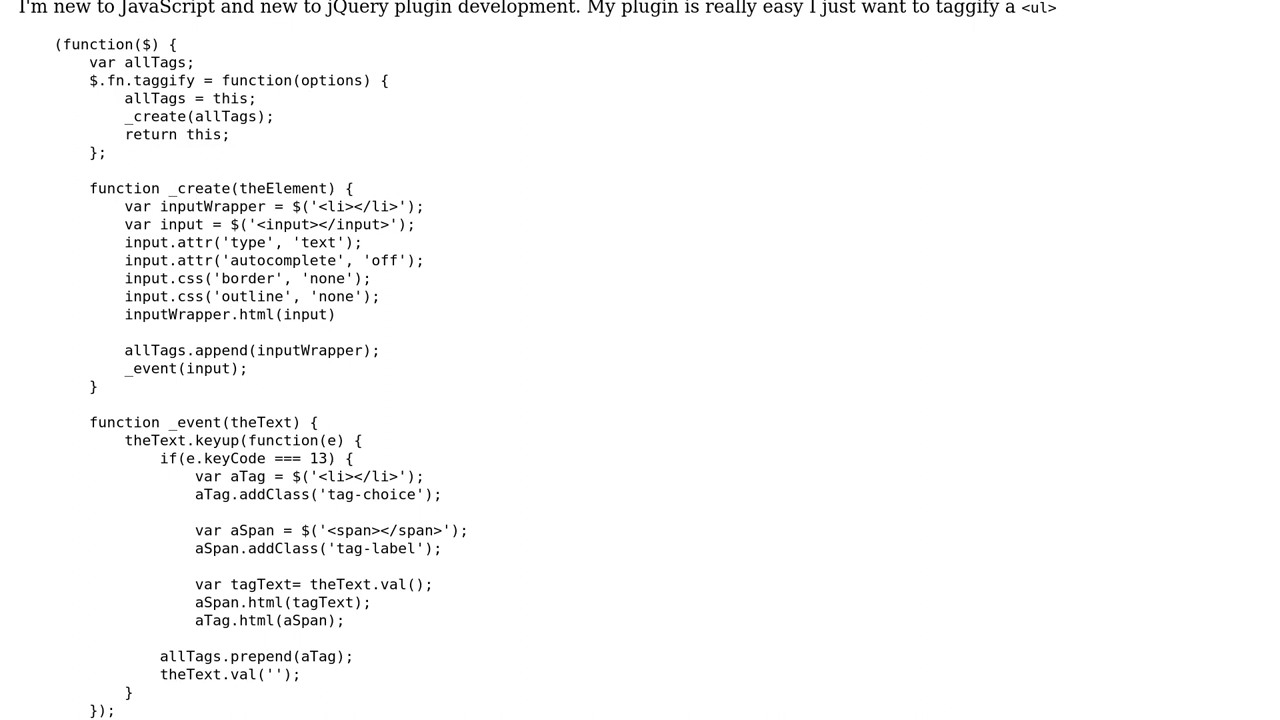 I'm new to JavaScript and new to jQuery plugin development. My plugin is really easy I just want to taggify a <ul>
(function($) {
    var allTags;
    $.fn.taggify = function(options) {
        allTags = this;
        _create(allTags);
        return this;
    };

    function _create(theElement) {
        var inputWrapper = $('<li></li>');
        var input = $('<input></input>');
        input.attr('type', 'text');
        input.attr('autocomplete', 'off');
        input.css('border', 'none');
        input.css('outline', 'none');
        inputWrapper.html(input)

        allTags.append(inputWrapper);
        _event(input);
    }

    function _event(theText) {
        theText.keyup(function(e) {
            if(e.keyCode === 13) {
                var aTag = $('<li></li>');
                aTag.addClass('tag-choice');

                var aSpan = $('<span></span>');
                aSpan.addClass('tag-label');

                var tagText= theText.val();
                aSpan.html(tagText);
                aTag.html(aSpan);

            allTags.prepend(aTag);
            theText.val('');
        }
    });